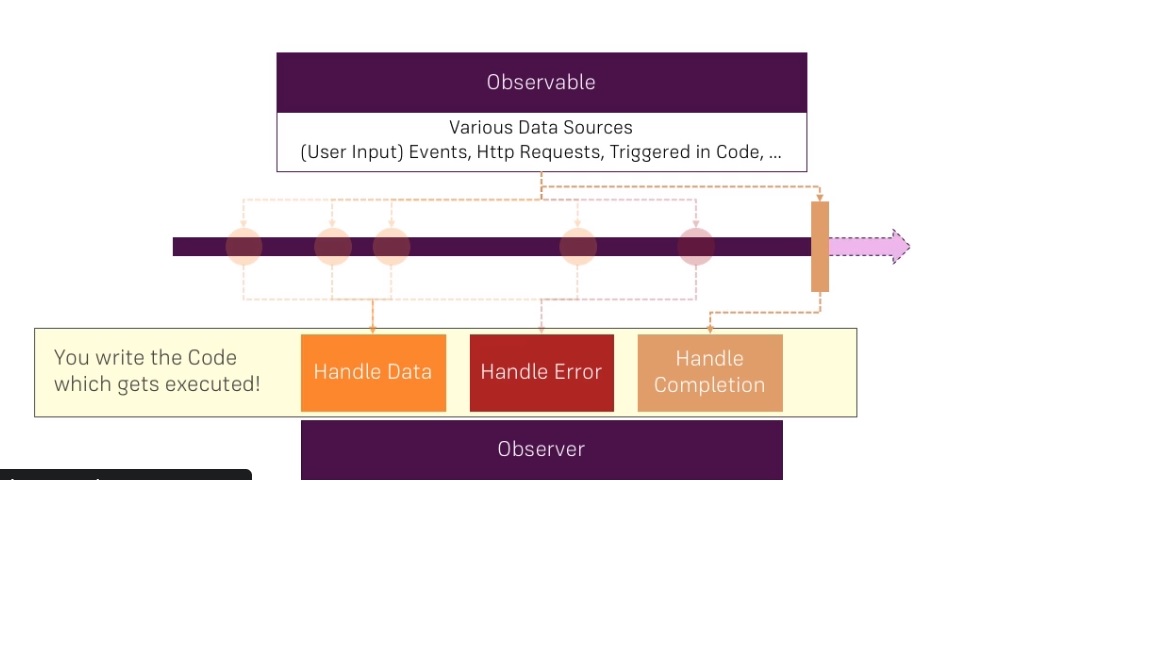 Observable
Various Data Sources
(User Input) Events, Http Requests, Triggered in Code, ...
You write the Code
which gets executed!
Handle Data
Handle Error
Handle
Completion
Observer